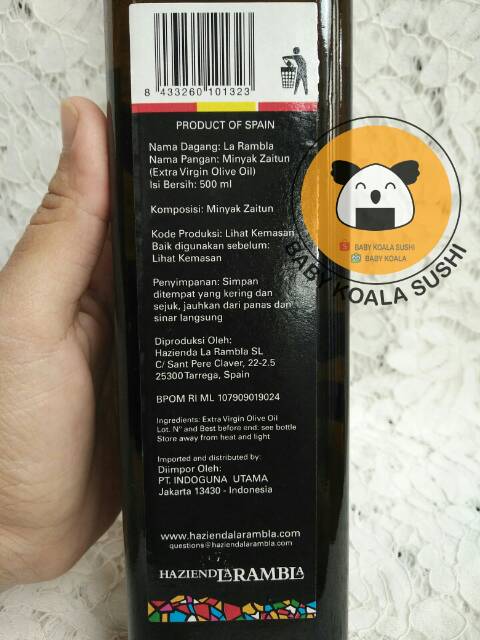 8 433260 101323
PRODUCT OF SPAIN
Nama Dagang: La Rambla
Nama Pangan: Minyak Zaitun
(Extra Virgin Olive Oil)
Isi Bersih: 500 ml
Komposisi: Minyak Zaitun
Kode Produksi: Lihat Kemasan
Baik digunakan sebelum:
Lihat Kemasan
Penyimpanan: Simpan
ditempat yang kering dan
sejuk, jauhkan dari panas dan
sinar langsung
Diproduksi Oleh:
Hazienda La Rambla SL
C/ Sant Pere Claver, 22-2.5
25300 Tarrega, Spain
BPOM RI ML 107909019024
Ingredients: Extra Virgin Olive Oil
Lot. Nº and Best before end: see bottle
Store away from heat and light
Imported and distributed by:
Diimpor Oleh:
PT. INDOGUNA UTAMA
Jakarta 13430 - Indonesia
www.haziendalarambla.com
questions@haziendalarambla.com
HAZIENDLARAMBLA
BABY KOALA SUSHI
BABY KOALA
BABY KOALA SUSHI